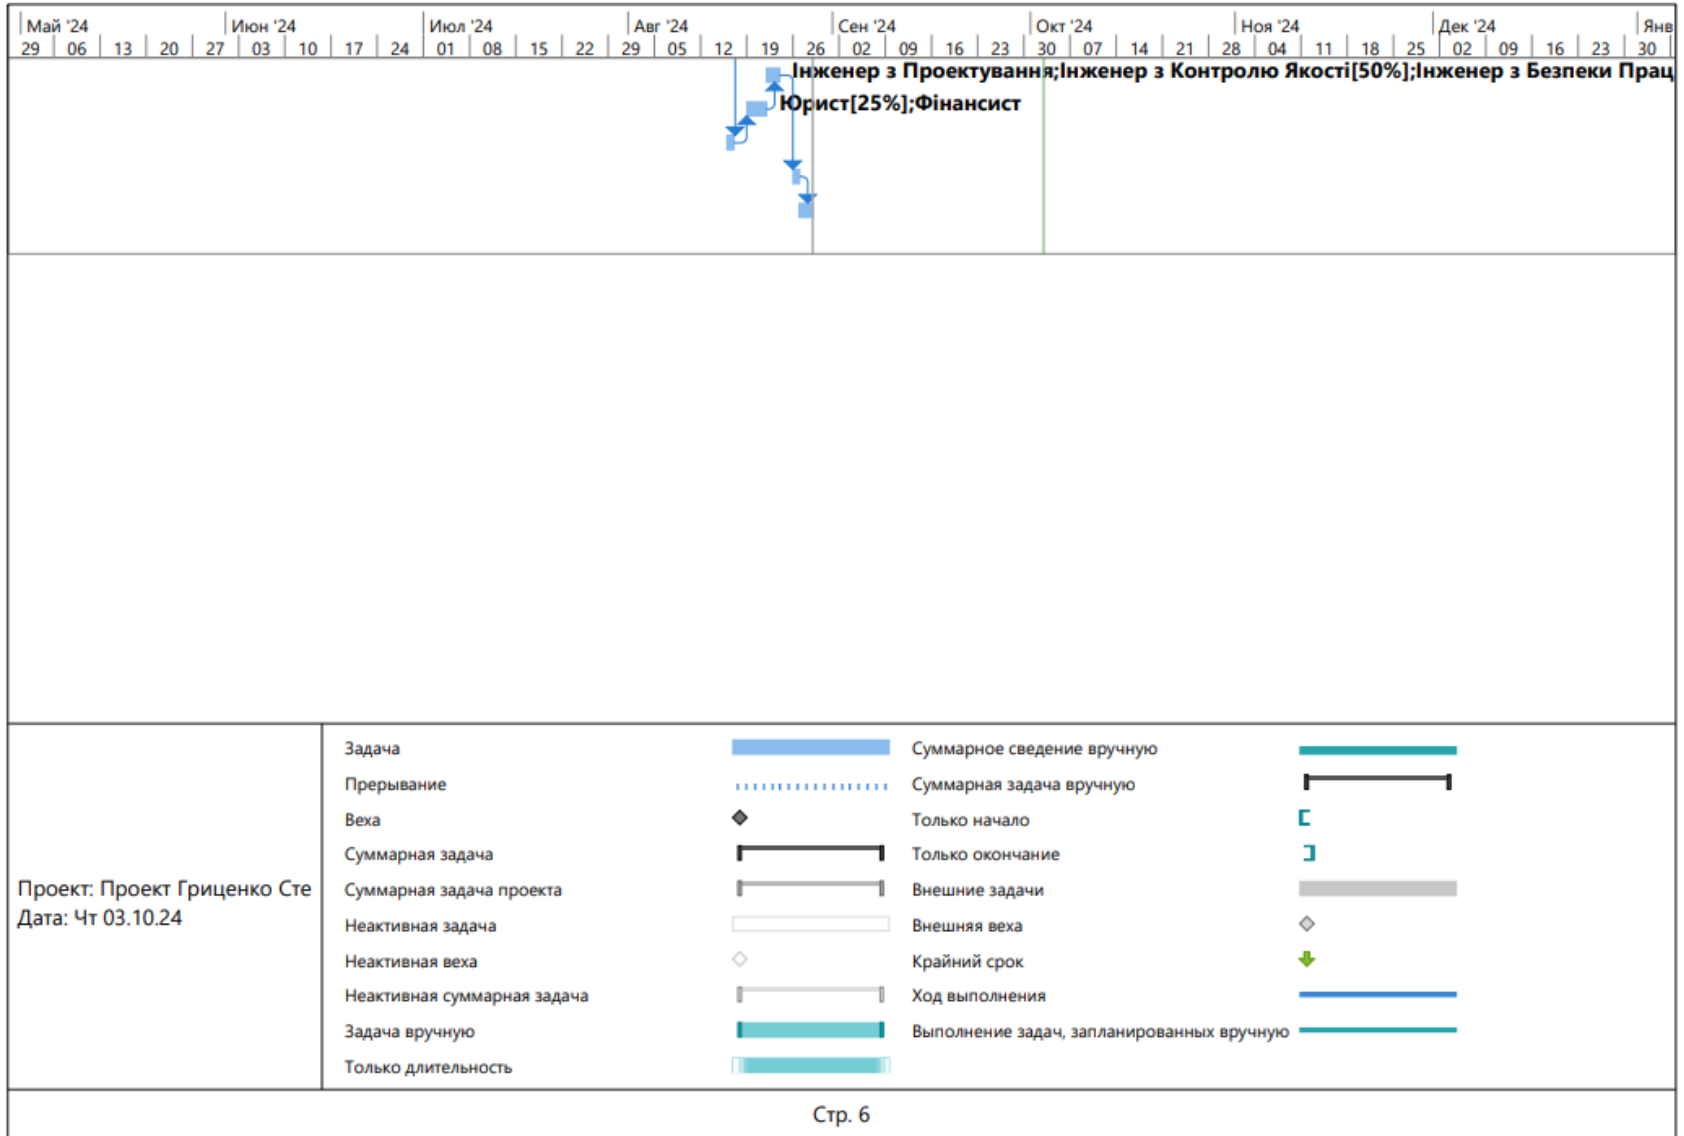 Май '24 Июн '24 Июл '24 Авг '24 Сен '24 Окт '24 Ноя '24 Дек '24 Янв
29 06 13 20 27 03 10 17 24 01 08 15 22 29 05 12 19 26 02 09 16 23 30 07 14 21 28 04 11 18 25 02 09 16 23 30
Інженер з Проектування;Інженер з Контролю Якості[50%];Інженер з Безпеки Прац
Юрист[25%];Фінансист
Проект: Проект Гриценко Сте
Дата: Чт 03.10.24
Задача
Прерывание
Веха
Суммарная задача
Суммарная задача проекта
Неактивная задача
Неактивная веха
Неактивная суммарная задача
Задача вручную
Только длительность
Суммарное сведение вручную
Суммарная задача вручную
Только начало
Только окончание
Внешние задачи
Внешняя веха
Крайний срок
Ход выполнения
Выполнение задач, запланированных вручную
Стр. 6